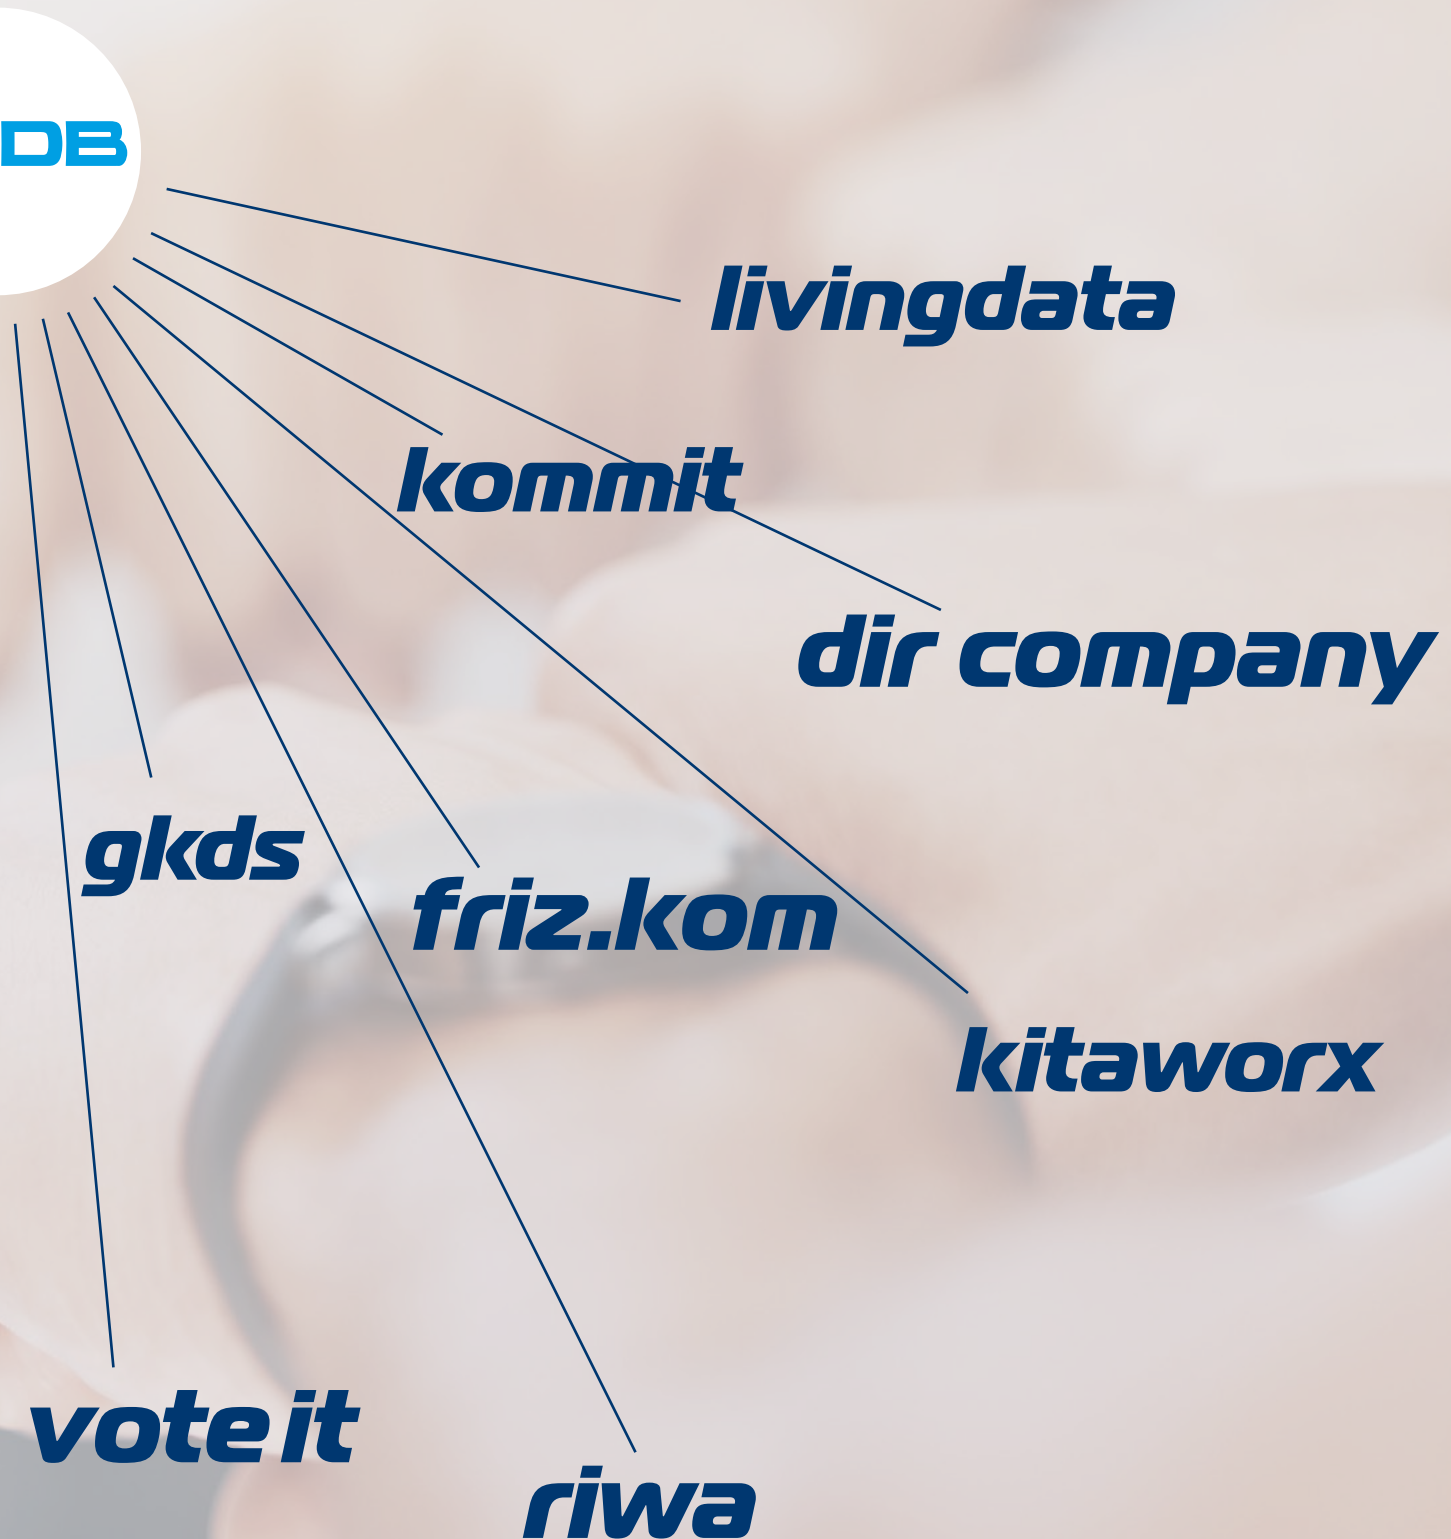 DB
livingdata
kommit
dir company
gkds
friz.kom
kitaworx
vote it
riwa